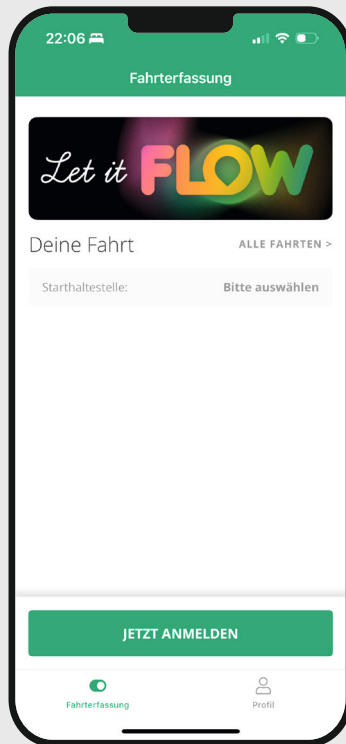 22:06
Fahrterfassung
Let it FLOW
Deine Fahrt
ALLE FAHRTEN >
Starthaltestelle:
Bitte auswählen
JETZT ANMELDEN
Fahrterfassung
Profil